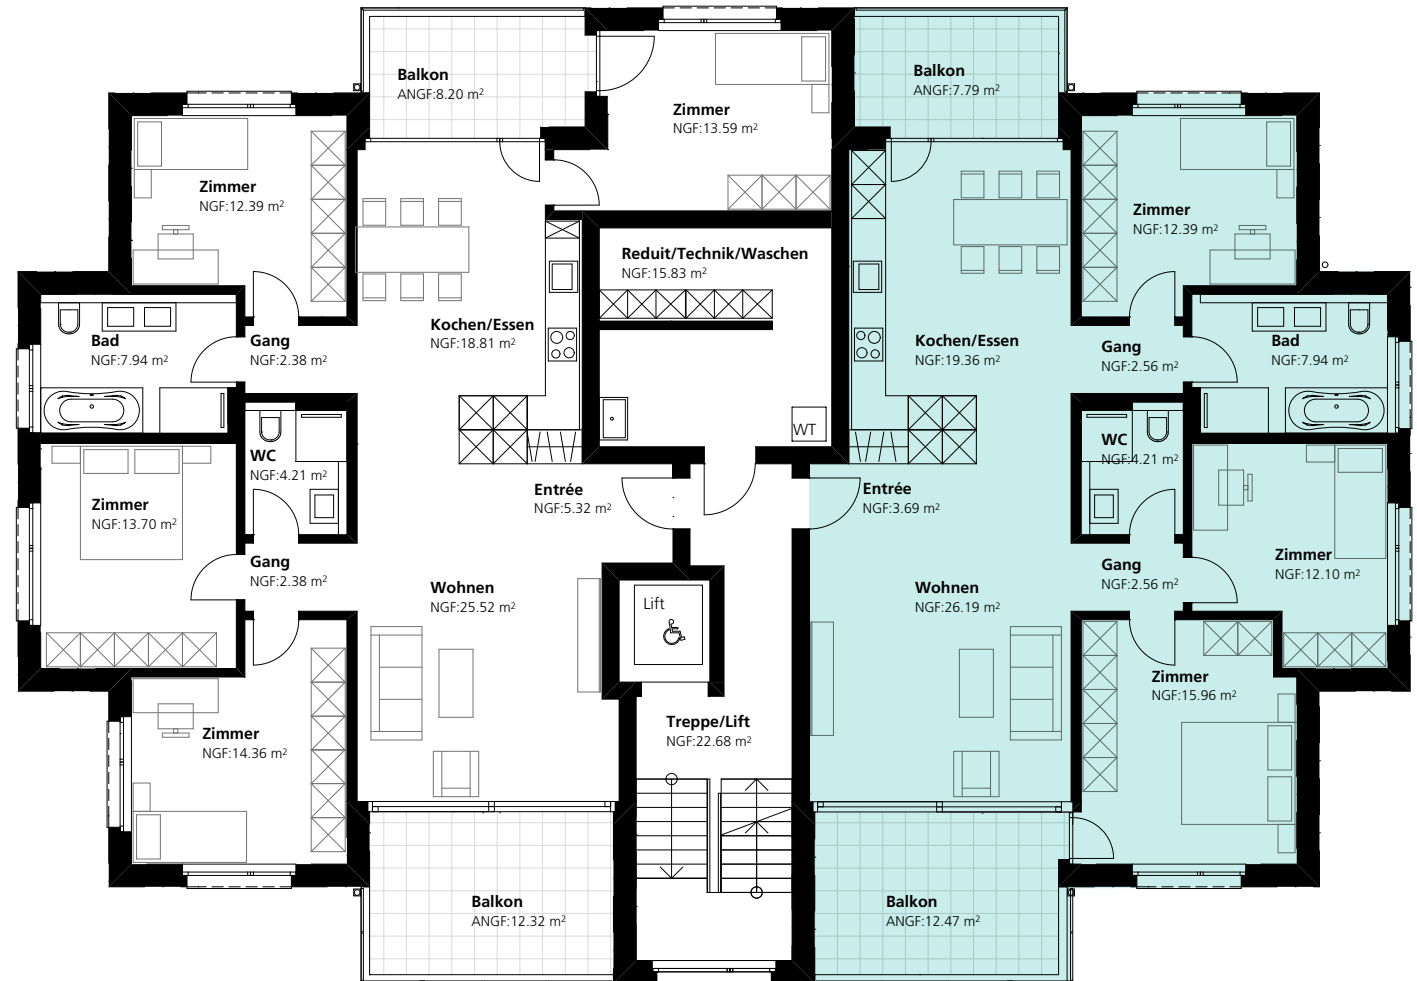 Balkon
ANGF:8.20 m²
Zimmer
NGF:13.59 m²
Balkon
ANGF:7.79 m²
Zimmer
NGF:12.39 m²
Zimmer
NGF:12.39 m²
Reduit/Technik/Waschen
NGF:15.83 m²
Bad
NGF:7.94 m²
Gang
NGF:2.38 m²
Kochen/Essen
NGF:18.81 m²
Kochen/Essen
NGF:19.36 m²
Gang
NGF:2.56 m²
Bad
NGF:7.94 m²
WT
WC
NGF:4.21 m²
WC
NGF:4.21 m²
Zimmer
NGF:13.70 m²
Entrée
NGF:5.32 m²
Entrée
NGF:3.69 m²
Gang
NGF:2.38 m²
Wohnen
NGF:25.52 m²
Lift
Wohnen
NGF:26.19 m²
Gang
NGF:2.56 m²
Zimmer
NGF:12.10 m²
Zimmer
NGF:14.36 m²
Treppe/Lift
NGF:22.68 m²
Zimmer
NGF:15.96 m²
Balkon
ANGF:12.32 m²
Balkon
ANGF:12.47 m²